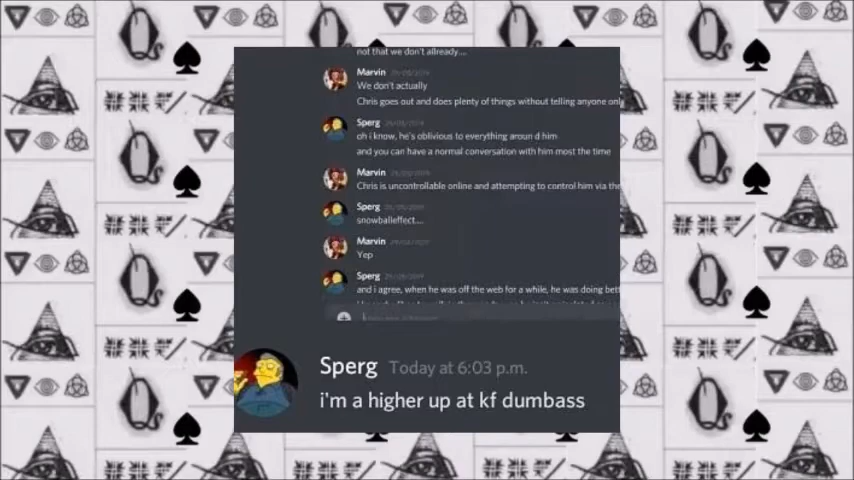 not that we don't allready....
Marvin
We don't actually
Chris goes out and does plenty of things without telling anyone only
Sperg
oh i know, he's oblivious to everything aroun d him
and you can have a normal conversation with him most the time
Marvin
Chris is uncontrollable online and attempting to control him via the
Sperg
snowballeffect....
Marvin
Yep
Sperg
and i agree, when he was off the web for a while, he was doing bett
Sperg Today at 6:03 p.m.
i'm a higher up at kf dumbass